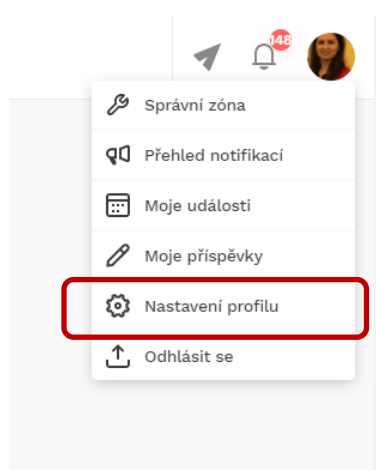 148
Správní zóna
Přehled notifikací
Moje události
Moje příspěvky
Nastavení profilu
Odhlásit se